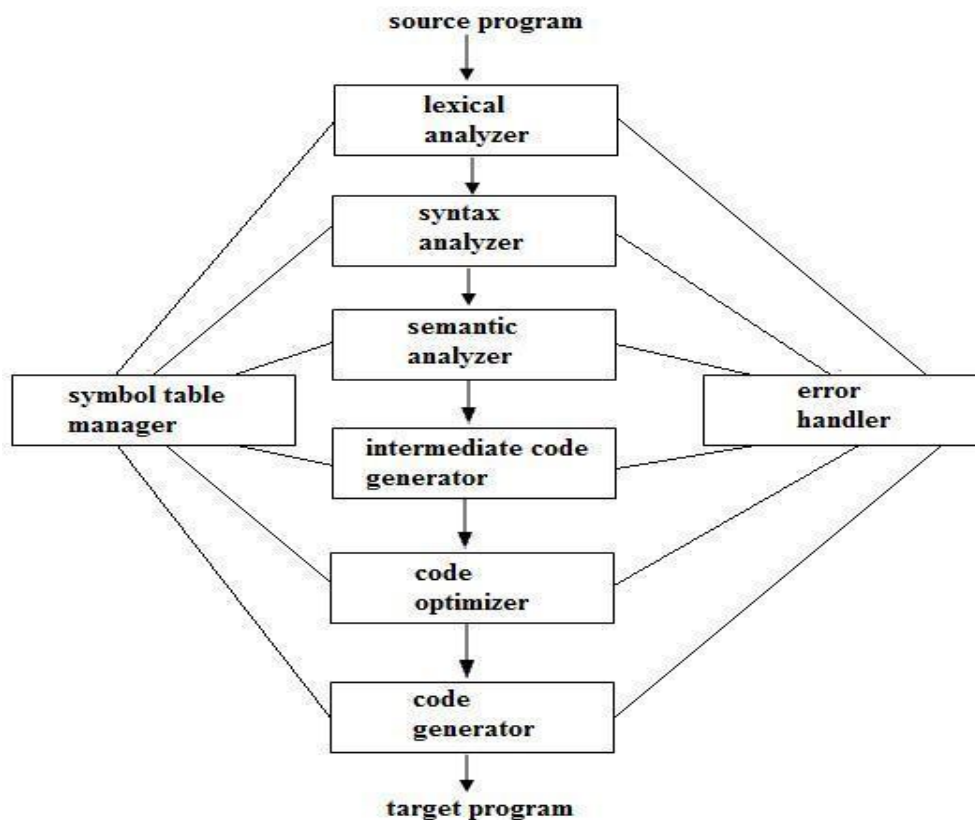 source program
lexical
analyzer
syntax
analyzer
semantic
analyzer
symbol table
manager
error
handler
intermediate code
generator
code
optimizer
code
generator
target program